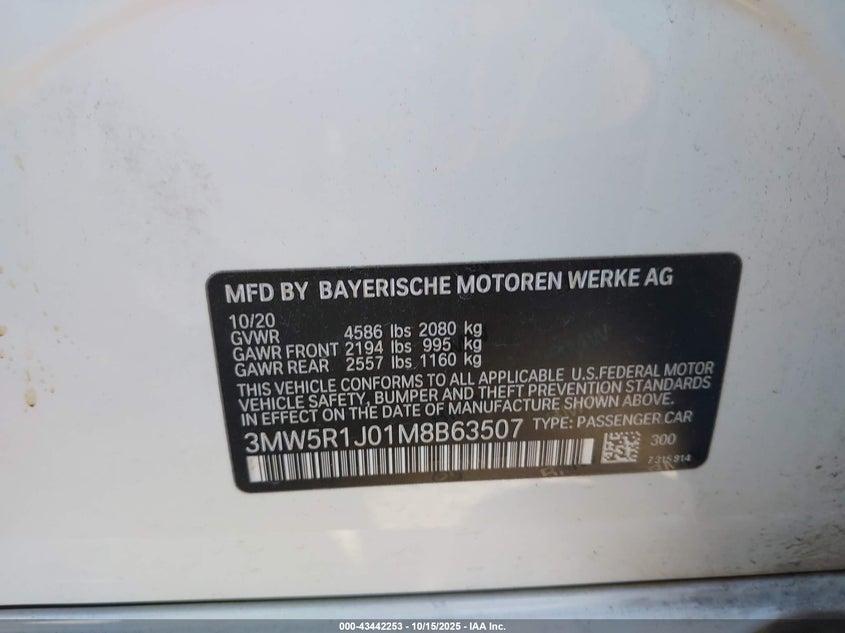 MFD BY BAYERISCHE MOTOREN WERKE AG
10/20
GVWR 4586 lbs 2080 kg
GAWR FRONT 2194 lbs 995 kg
GAWR REAR 2557 lbs 1160 kg
THIS VEHICLE CONFORMS TO ALL APPLICABLE U.S.FEDERAL MOTOR
VEHICLE SAFETY, BUMPER AND THEFT PREVENTION STANDARDS
IN EFFECT ON THE DATE OF MANUFACTURE SHOWN ABOVE.
3MW5R1J01M8B63507 TYPE: PASSENGER CAR
300
7 315 914
000-43442253 - 10/15/2025 - IAA Inc.